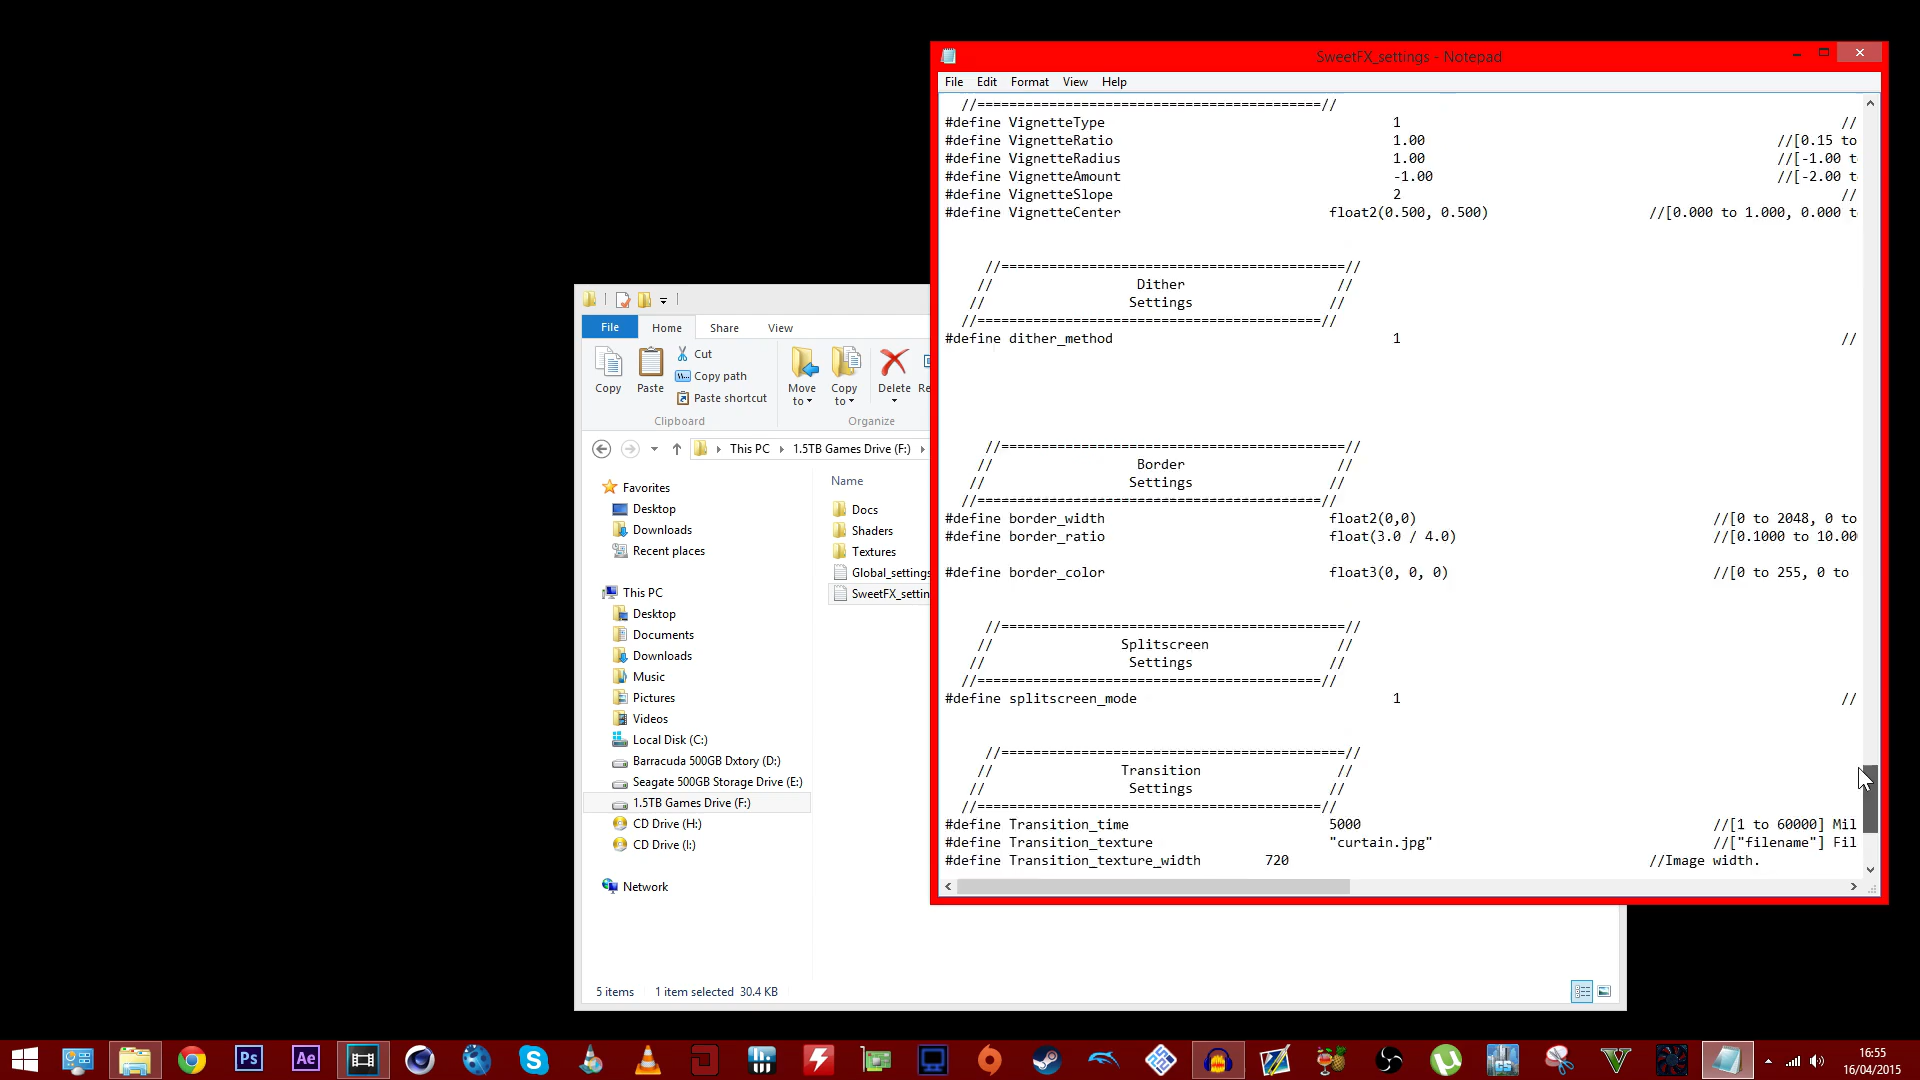 SweetFX_settings - Notepad
File Edit Format View Help
//===========================================//
#define VignetteType 1 //
#define VignetteRatio 1.00 //[0.15 to
#define VignetteRadius 1.00 //[-1.00 t
#define VignetteAmount -1.00 //[-2.00 to
#define VignetteSlope 2 //
#define VignetteCenter float2(0.500, 0.500) //[0.000 to 1.000, 0.000 t
//===========================================//
// Dither //
// Settings //
//===========================================//
#define dither_method 1 //
//===========================================//
// Border //
// Settings //
//===========================================//
#define border_width float2(0,0) //[0 to 2048, 0 to
#define border_ratio float(3.0 / 4.0) //[0.1000 to 10.00
#define border_color float3(0, 0, 0) //[0 to 255, 0 to
//===========================================//
// Splitscreen //
// Settings //
//===========================================//
#define splitscreen_mode 1 //
//===========================================//
// Transition //
// Settings //
//===========================================//
#define Transition_time 5000 //[1 to 60000] Mil
#define Transition_texture "curtain.jpg" //["filename"] Fil
#define Transition_texture_width 720 //Image width.
File Home Share View
Copy
Paste
Cut
Copy path
Paste shortcut
Move to
Copy to
Delete
Re
Clipboard
Organize
This PC
1.5TB Games Drive (F:)
Name
Docs
Shaders
Textures
Global_settings
SweetFX_settin
Favorites
Desktop
Downloads
Recent places
This PC
Desktop
Documents
Downloads
Music
Pictures
Videos
Local Disk (C:)
Barracuda 500GB Dxtory (D:)
Seagate 500GB Storage Drive (E:)
1.5TB Games Drive (F:)
CD Drive (H:)
CD Drive (I:)
Network
5 items 1 item selected 30.4 KB
Ps
Ae
16:55
16/04/2015